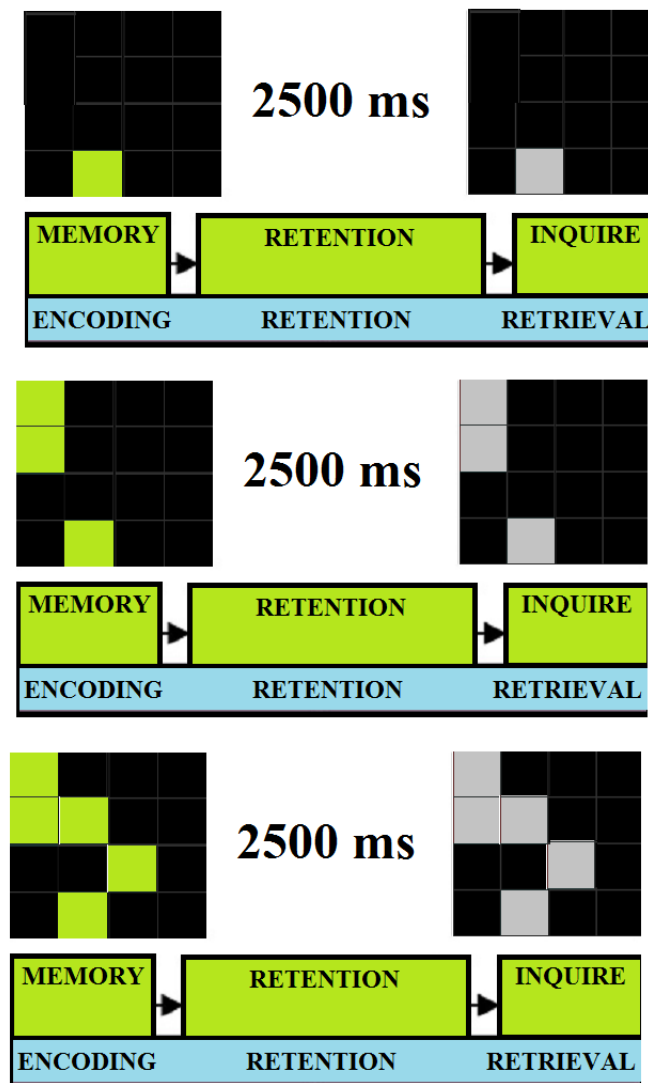 2500 ms
MEMORY RETENTION INQUIRE
ENCODING RETENTION RETRIEVAL
2500 ms
MEMORY RETENTION INQUIRE
ENCODING RETENTION RETRIEVAL
2500 ms
MEMORY RETENTION INQUIRE
ENCODING RETENTION RETRIEVAL